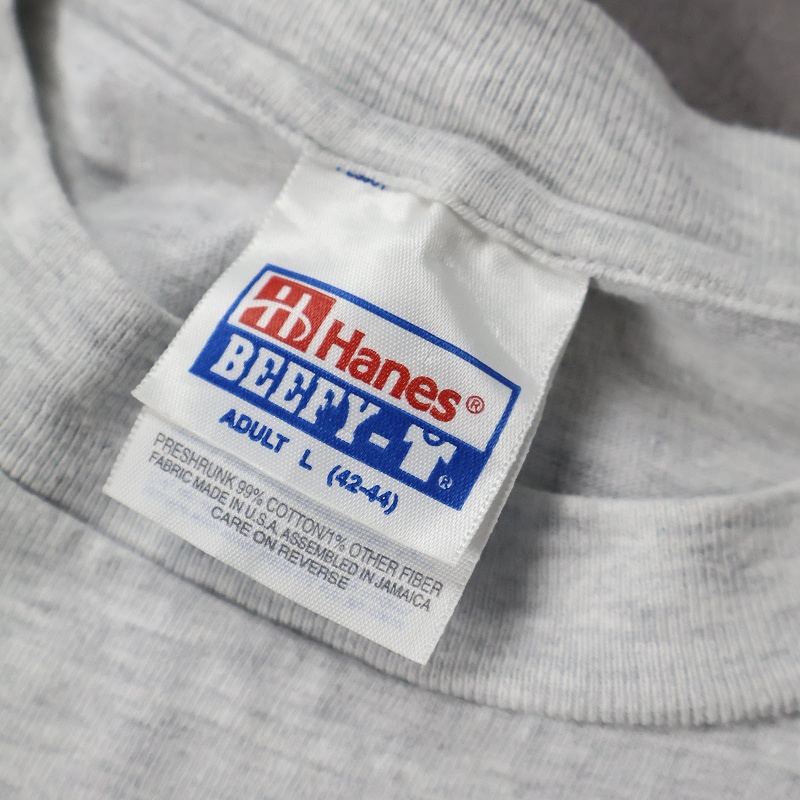 Hanes®
BEEFY-T®
ADULT L (42-44)
PRESHRUNK 99% COTTON/1% OTHER FIBER
FABRIC MADE IN U.S.A. ASSEMBLED IN JAMAICA
CARE ON REVERSE